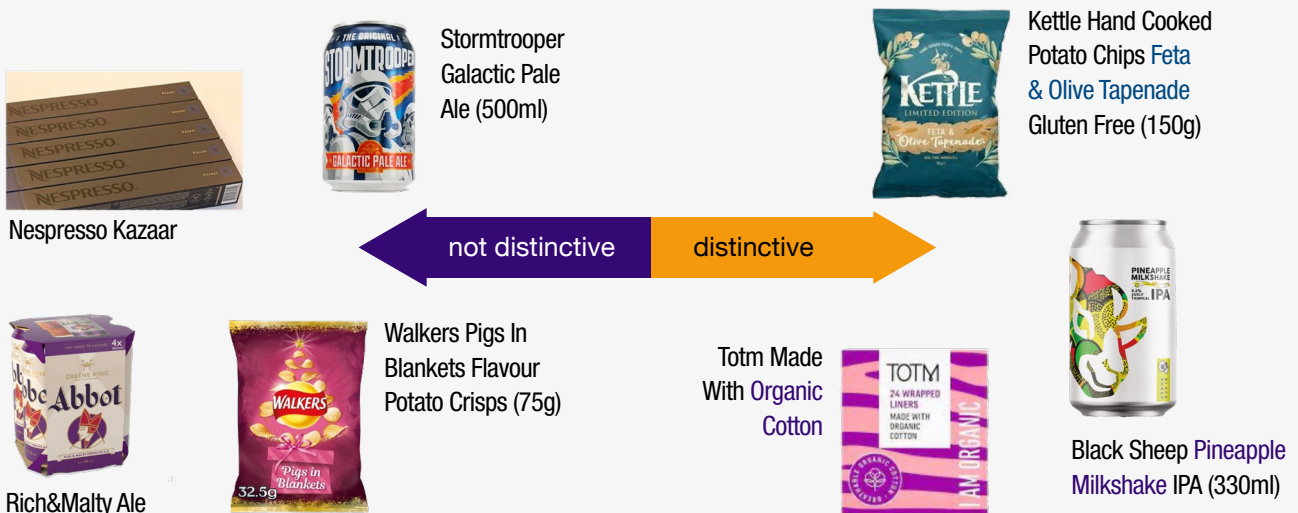 THE ORIGINAL
STORMTROOPER
GALACTIC PALE ALE
Stormtrooper
Galactic Pale
Ale (500ml)
KETTLE
LIMITED EDITION
FETA &
Olive Tapenade
Kettle Hand Cooked
Potato Chips Feta
& Olive Tapenade
Gluten Free (150g)
NESPRESSO
NESPRESSO
NESPRESSO
NESPRESSO
NESPRESSO
Nespresso Kazaar
not distinctive
distinctive
4x
GREENE KING
Abbot
Rich&Malty Ale
WALKERS
Pigs in
Blankets
32.5g
Walkers Pigs In
Blankets Flavour
Potato Crisps (75g)
Totm Made
With Organic
Cotton
TOTM
24 WRAPPED
LINERS
MADE WITH
ORGANIC
COTTON
I AM ORGANIC
BREATHABLE ORGANIC COTTON
PINEAPPLE
MILKSHAKE
IPA
Black Sheep Pineapple
Milkshake IPA (330ml)